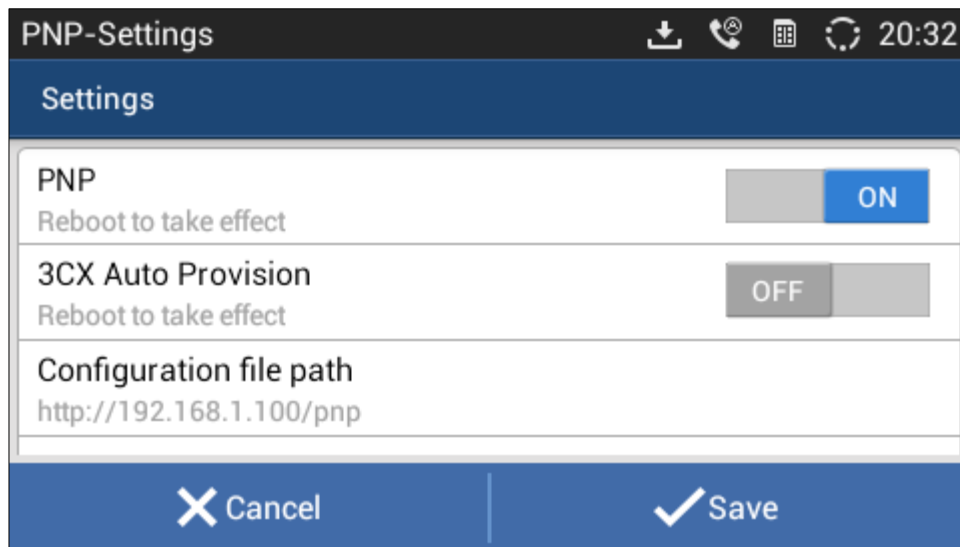 PNP-Settings 20:32
Settings
PNP
ON
Reboot to take effect
3CX Auto Provision
OFF
Reboot to take effect
Configuration file path
http://192.168.1.100/pnp
Cancel Save